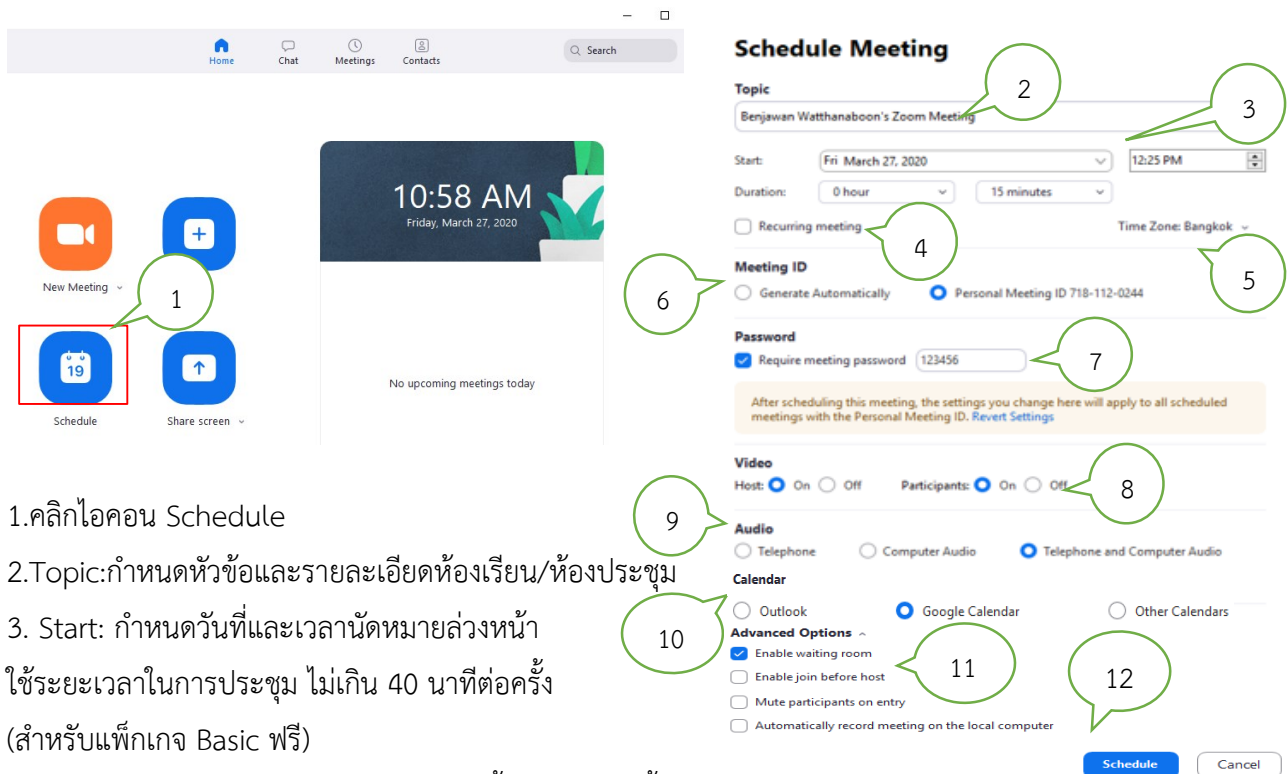 Home
Chat
Meetings
Contacts
Search
10:58 AM
Friday, March 27, 2020
New Meeting
1
19
Schedule
Share screen
No upcoming meetings today
1.คลิกไอคอน Schedule
2.Topic:กำหนดหัวข้อและรายละเอียดห้องเรียน/ห้องประชุม
3. Start: กำหนดวันที่และเวลานัดหมายล่วงหน้า
ใช้ระยะเวลาในการประชุม ไม่เกิน 40 นาทีต่อครั้ง
(สำหรับแพ็กเกจ Basic ฟรี)
Schedule Meeting
2
Topic
Benjawan Watthanaboon's Zoom Meeting
3
Start: Fri March 27, 2020 12:25 PM
Duration: 0 hour 15 minutes
Recurring meeting Time Zone: Bangkok
4
5
Meeting ID
6
Generate Automatically Personal Meeting ID 718-112-0244
Password
Require meeting password 123456
7
After scheduling this meeting, the settings you change here will apply to all scheduled
meetings with the Personal Meeting ID. Revert Settings
Video
Host: On Off Participants: On Off
8
9
Audio
Telephone Computer Audio Telephone and Computer Audio
Calendar
Outlook Google Calendar Other Calendars
10
Advanced Options
Enable waiting room
Enable join before host
11
12
Mute participants on entry
Automatically record meeting on the local computer
Schedule Cancel